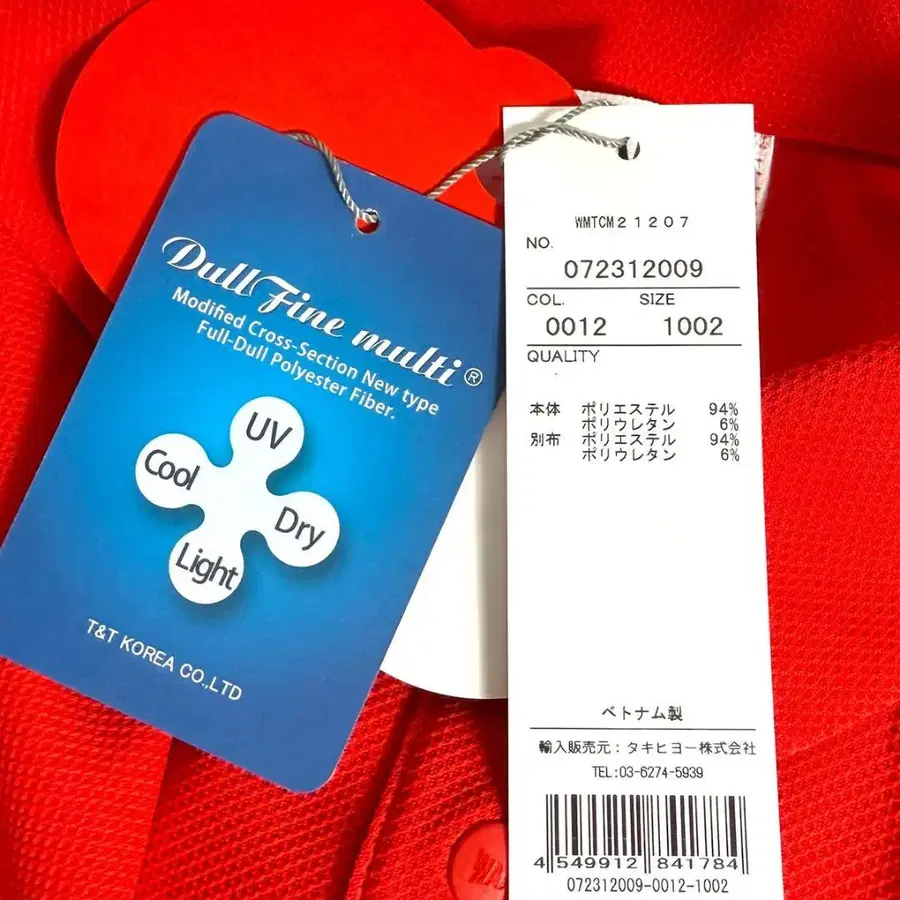 Dull Fine multi®
Modified Cross-Section New type
Full-Dull Polyester Fiber.
UV
Cool
Dry
Light
T&T KOREA CO.,LTD
WMTCM21207
NO.
072312009
COL. SIZE
0012 1002
QUALITY
本体 ポリエステル 94%
ポリウレタン 6%
別布 ポリエステル 94%
ポリウレタン 6%
ベトナム製
輸入販売元：タキヒヨー株式会社
TEL:03-6274-5939
4 549912 841784
072312009-0012-1002